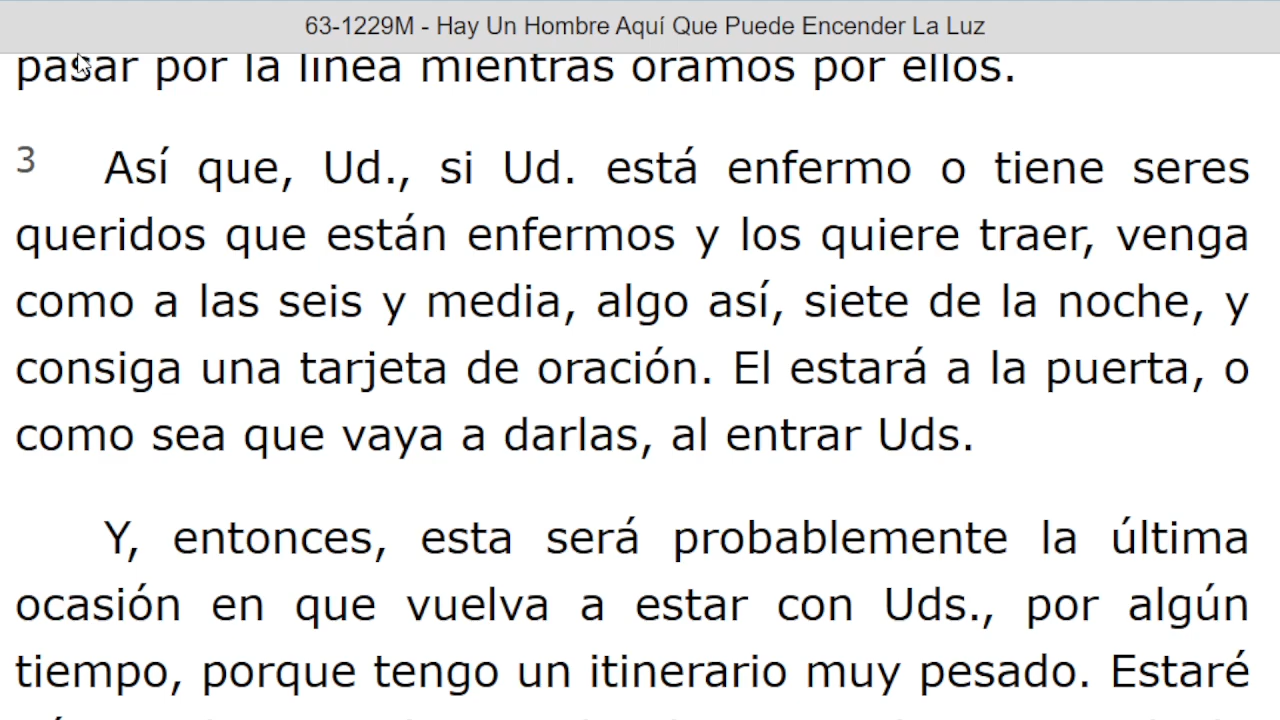 63-1229M - Hay Un Hombre Aquí Que Puede Encender La Luz
pasar por la línea mientras oramos por ellos.
3 Así que, Ud., si Ud. está enfermo o tiene seres
queridos que están enfermos y los quiere traer, venga
como a las seis y media, algo así, siete de la noche, y
consiga una tarjeta de oración. El estará a la puerta, o
como sea que vaya a darlas, al entrar Uds.
Y, entonces, esta será probablemente la última
ocasión en que vuelva a estar con Uds., por algún
tiempo, porque tengo un itinerario muy pesado. Estaré